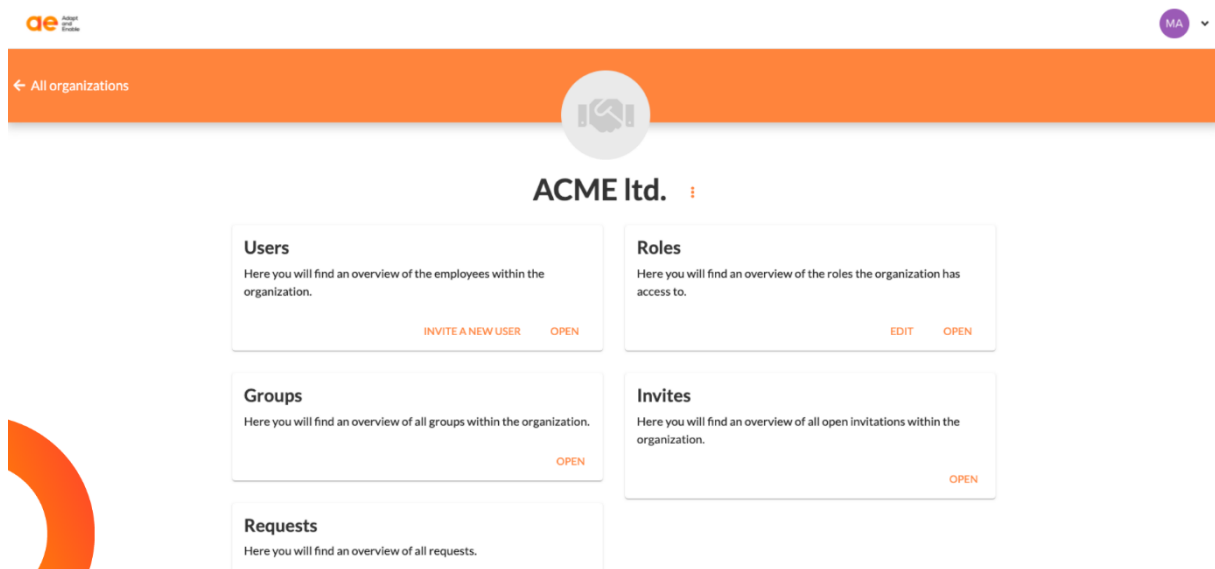 ae Adopt
and
Enable
MA
All organizations
ACME ltd.
Users
Here you will find an overview of the employees within the
organization.
INVITE A NEW USER OPEN
Roles
Here you will find an overview of the roles the organization has
access to.
EDIT OPEN
Groups
Here you will find an overview of all groups within the organization.
OPEN
Invites
Here you will find an overview of all open invitations within the
organization.
OPEN
Requests
Here you will find an overview of all requests.